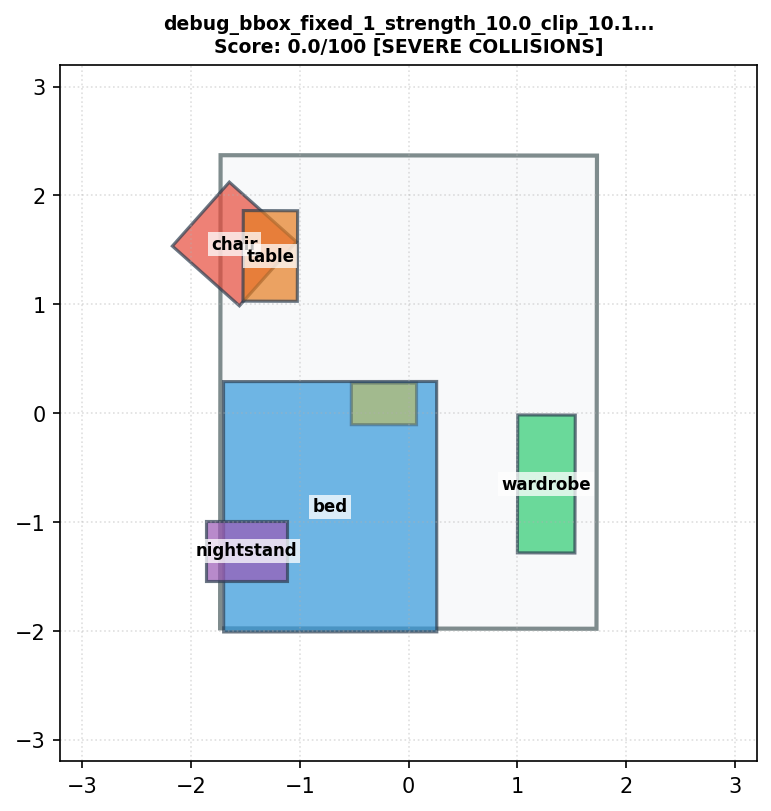 debug_bbox_fixed_1_strength_10.0_clip_10.1...
Score: 0.0/100 [SEVERE COLLISIONS]
3
2
chair
table
1
0
wardrobe
bed
−1
nightstand
−2
−3
−3 −2 −1 0 1 2 3